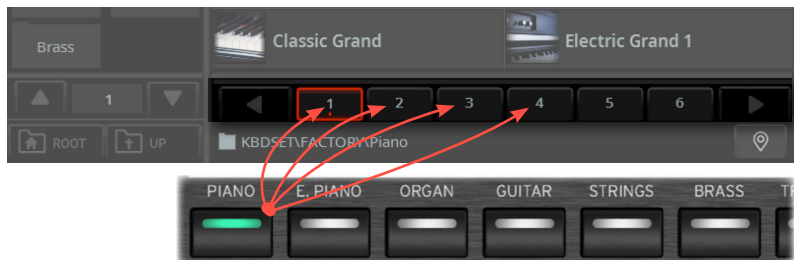 Brass
Classic Grand
Electric Grand 1
1
1
2
3
4
5
6
ROOT
UP
KBDSET\FACTORY\Piano
PIANO
E. PIANO
ORGAN
GUITAR
STRINGS
BRASS